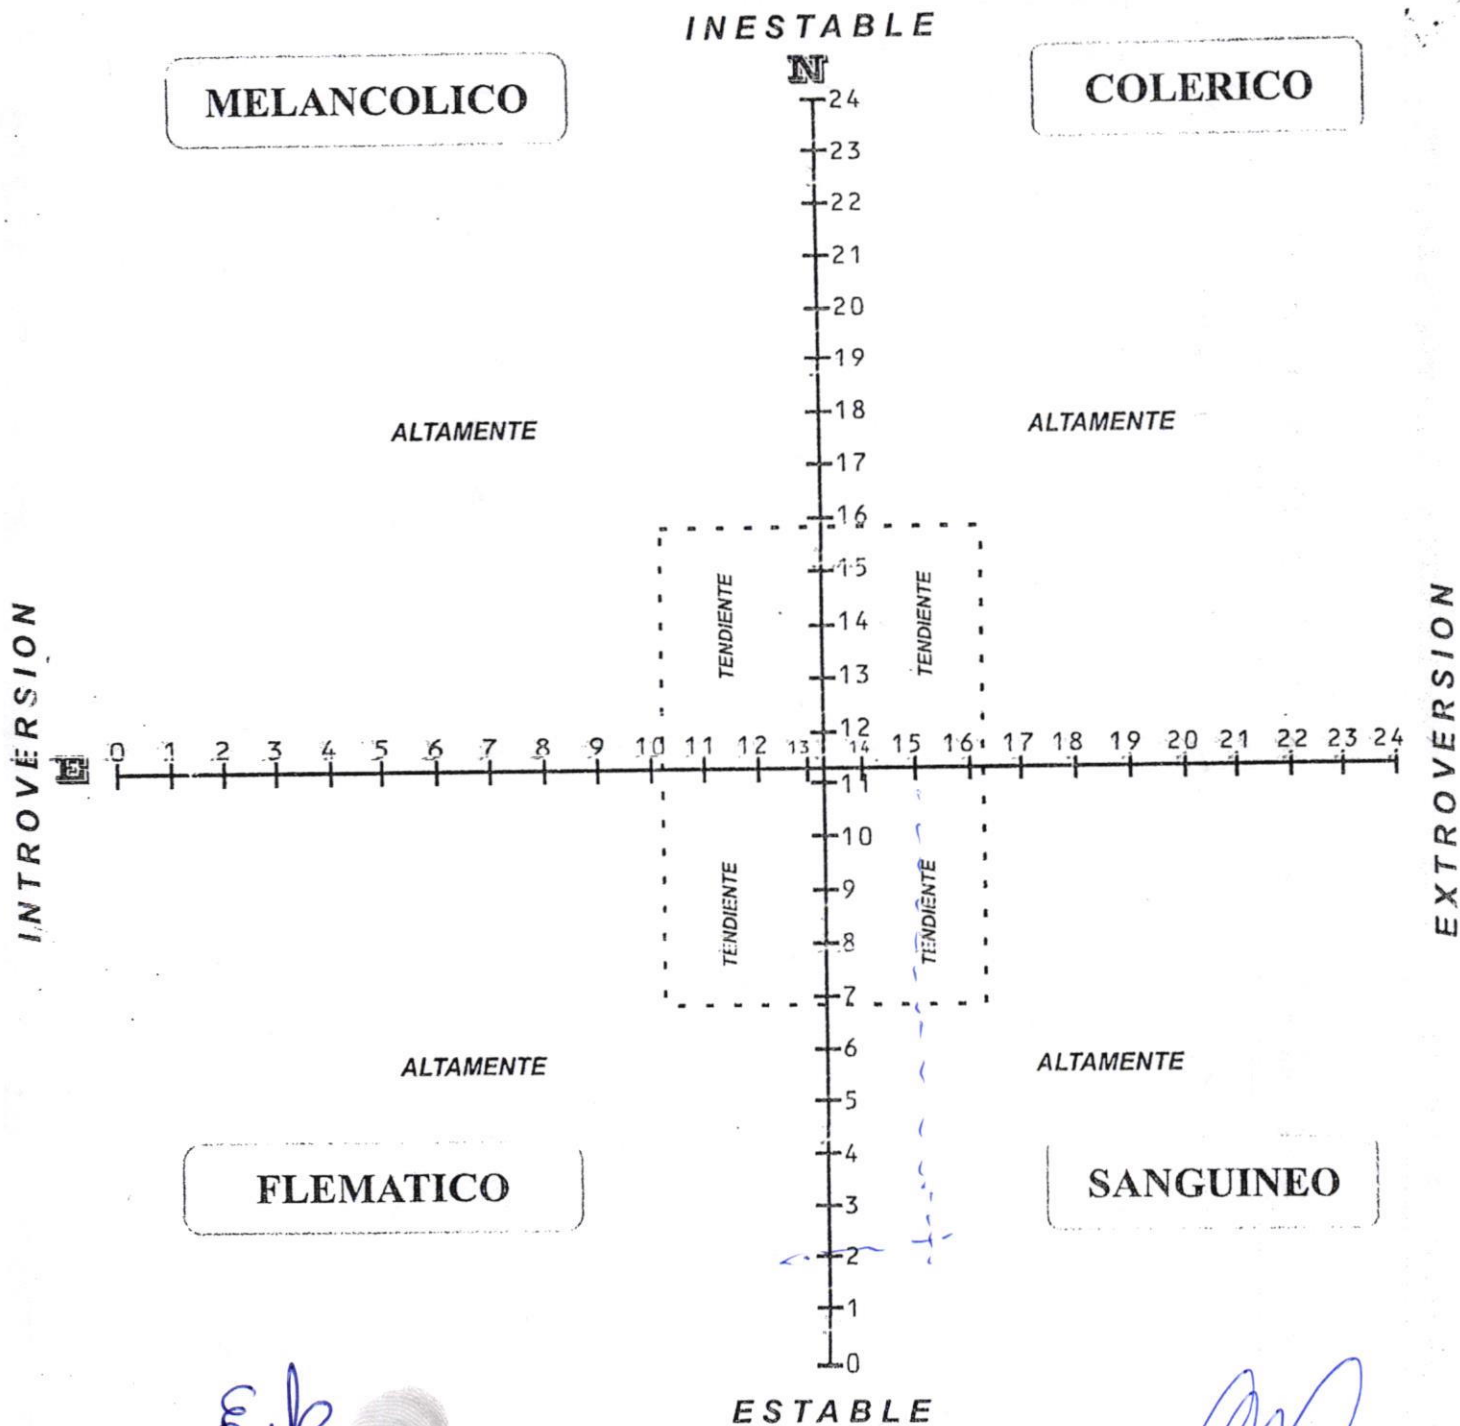 INESTABLE
N
MELANCOLICO
COLERICO
24
23
22
21
20
19
18
17
16
15
14
13
12
ALTAMENTE
ALTAMENTE
TENDIENTE
TENDIENTE
INTROVERSION
EXTROVERSION
E
0 1 2 3 4 5 6 7 8 9 10 11 12 13 14 15 16 17 18 19 20 21 22 23 24
11
10
9
8
7
6
5
4
3
2
1
0
TENDIENTE
TENDIENTE
ALTAMENTE
ALTAMENTE
FLEMATICO
SANGUINEO
ESTABLE